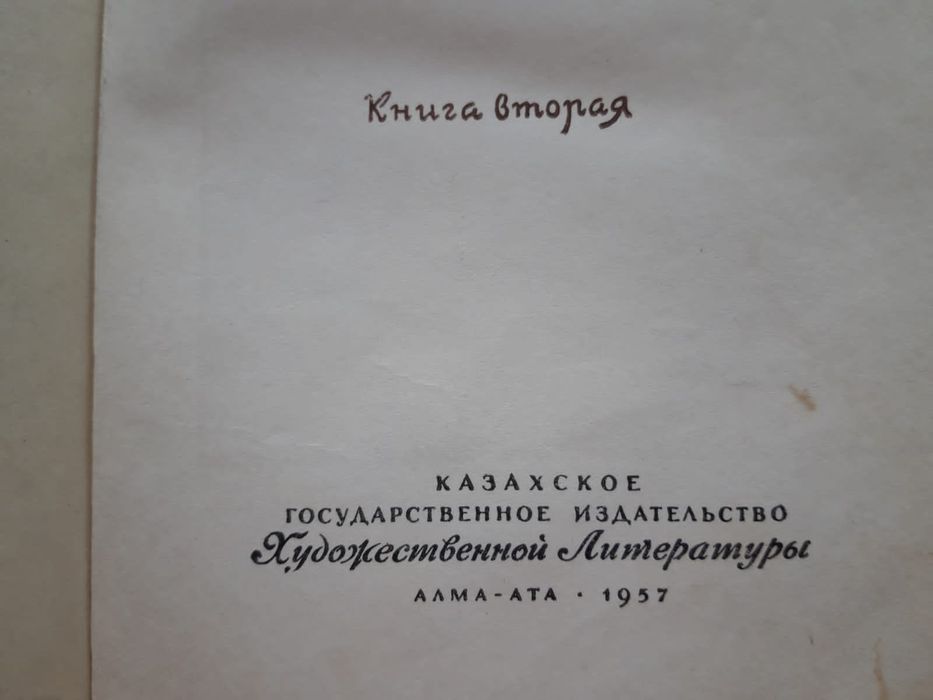 Книга вторая
КАЗАХСКОЕ
ГОСУДАРСТВЕННОЕ ИЗДАТЕЛЬСТВО
Художественной Литературы
АЛМА-АТА · 1957